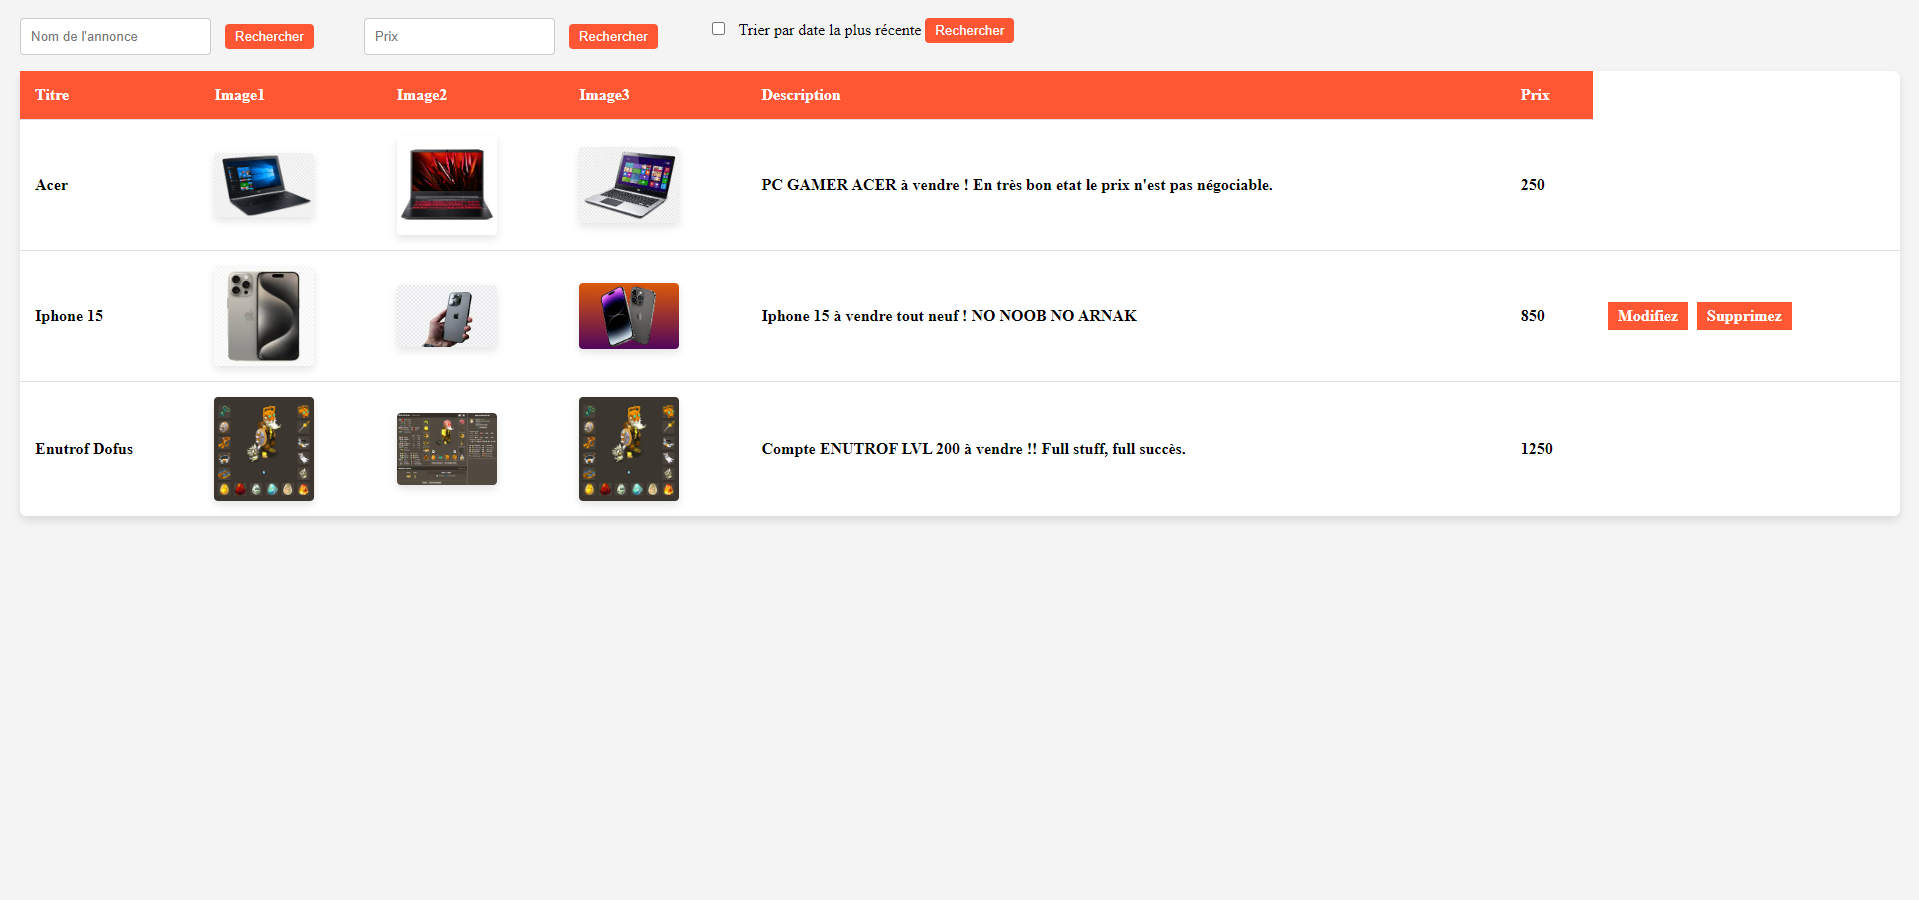 Nom de l'annonce Rechercher Prix Rechercher Trier par date la plus récente Rechercher
Titre Image1 Image2 Image3 Description Prix
Acer PC GAMER ACER à vendre ! En très bon etat le prix n'est pas négociable. 250
Iphone 15 Iphone 15 à vendre tout neuf ! NO NOOB NO ARNAK 850 Modifiez Supprimez
Enutrof Dofus Compte ENUTROF LVL 200 à vendre !! Full stuff, full succès. 1250